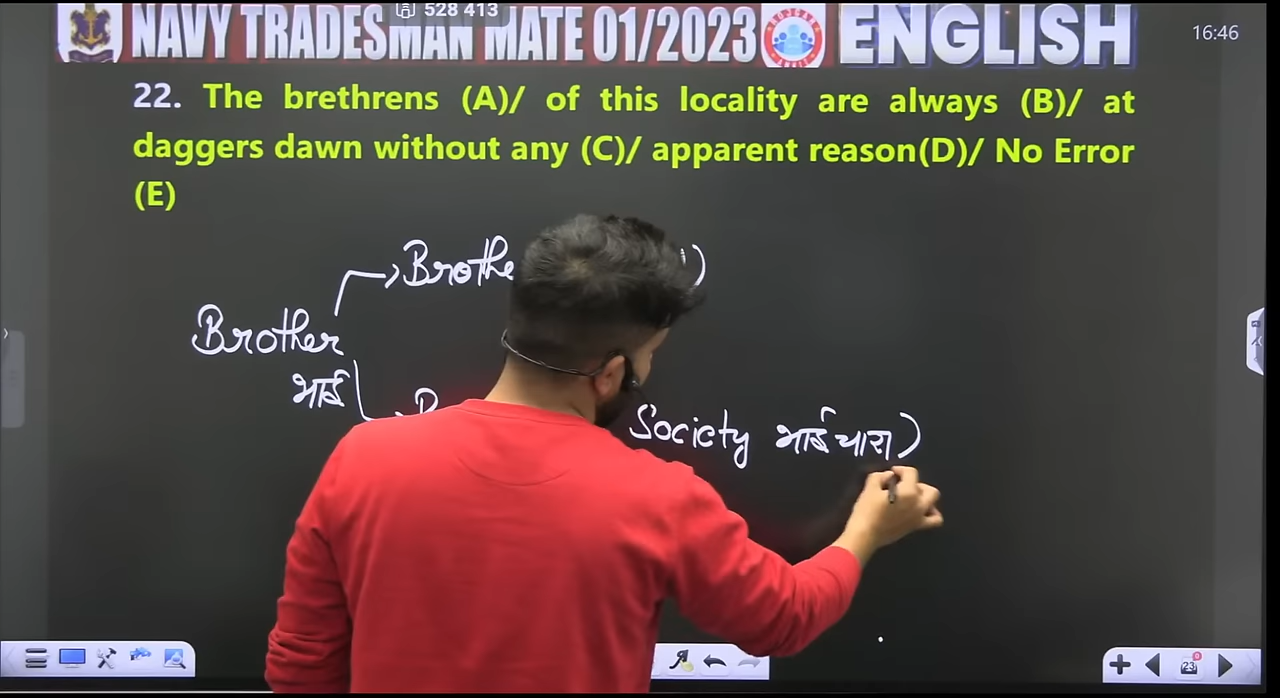 528 413
NAVY TRADESMAN MATE 01/2023 ENGLISH
16:46
22. The brethrens (A)/ of this locality are always (B)/ at
daggers dawn without any (C)/ apparent reason(D)/ No Error
(E)
Brother
भाई
Society भाईचारा)
23